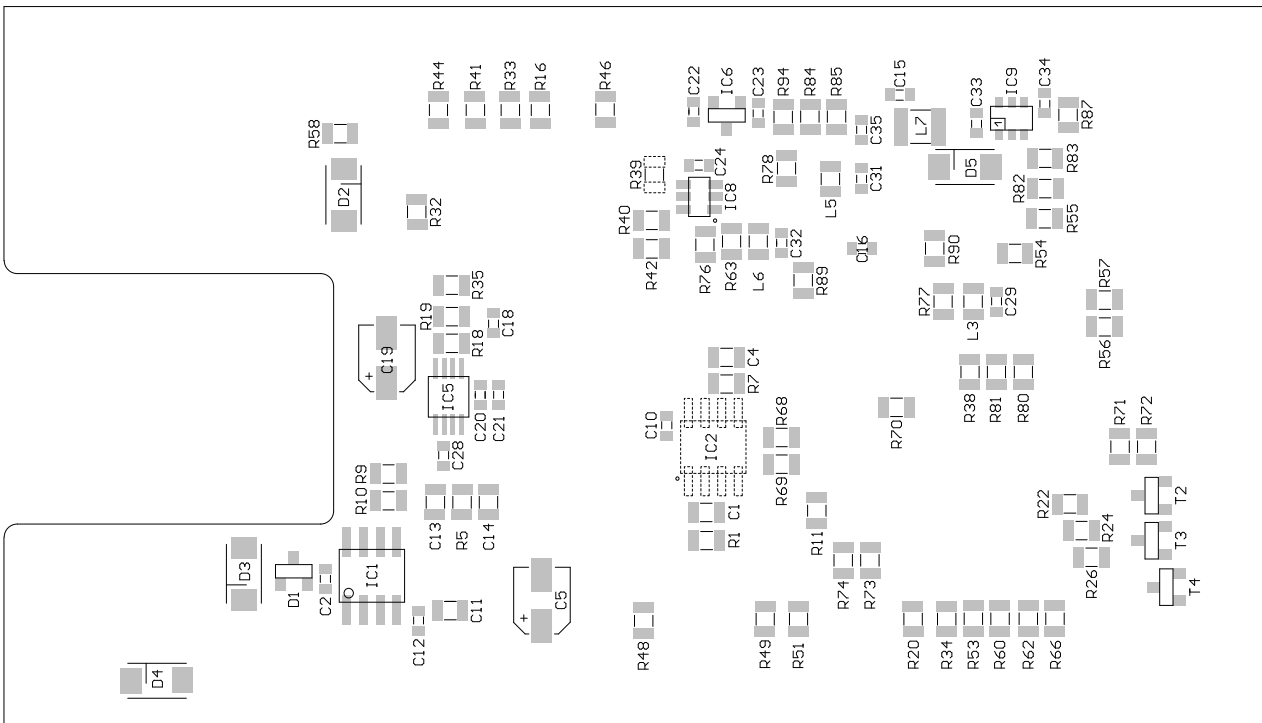 R44
R41
R33
R16
R46
C22
IC6
C23
R94
R84
R85
C15
C33
IC9
C34
R87
R58
C35
L7
1
R83
R39
C24
R78
C31
D5
R82
D2
IC8
L5
R32
R40
R55
R42
R76
R63
L6
C32
C16
R90
R54
R89
R35
R19
C18
R18
R77
L3
C29
R57
R56
C19
+
C4
R7
R38
R81
R80
IC5
C20
C21
C10
R68
R70
R71
R72
IC2
C28
R9
R69
R10
C13
R5
C14
C1
R11
R22
T2
R1
R24
T3
D3
D1
C2
IC1
R74
R73
R26
T4
C11
C12
C5
+
R48
R49
R51
R20
R34
R53
R60
R62
R66
D4